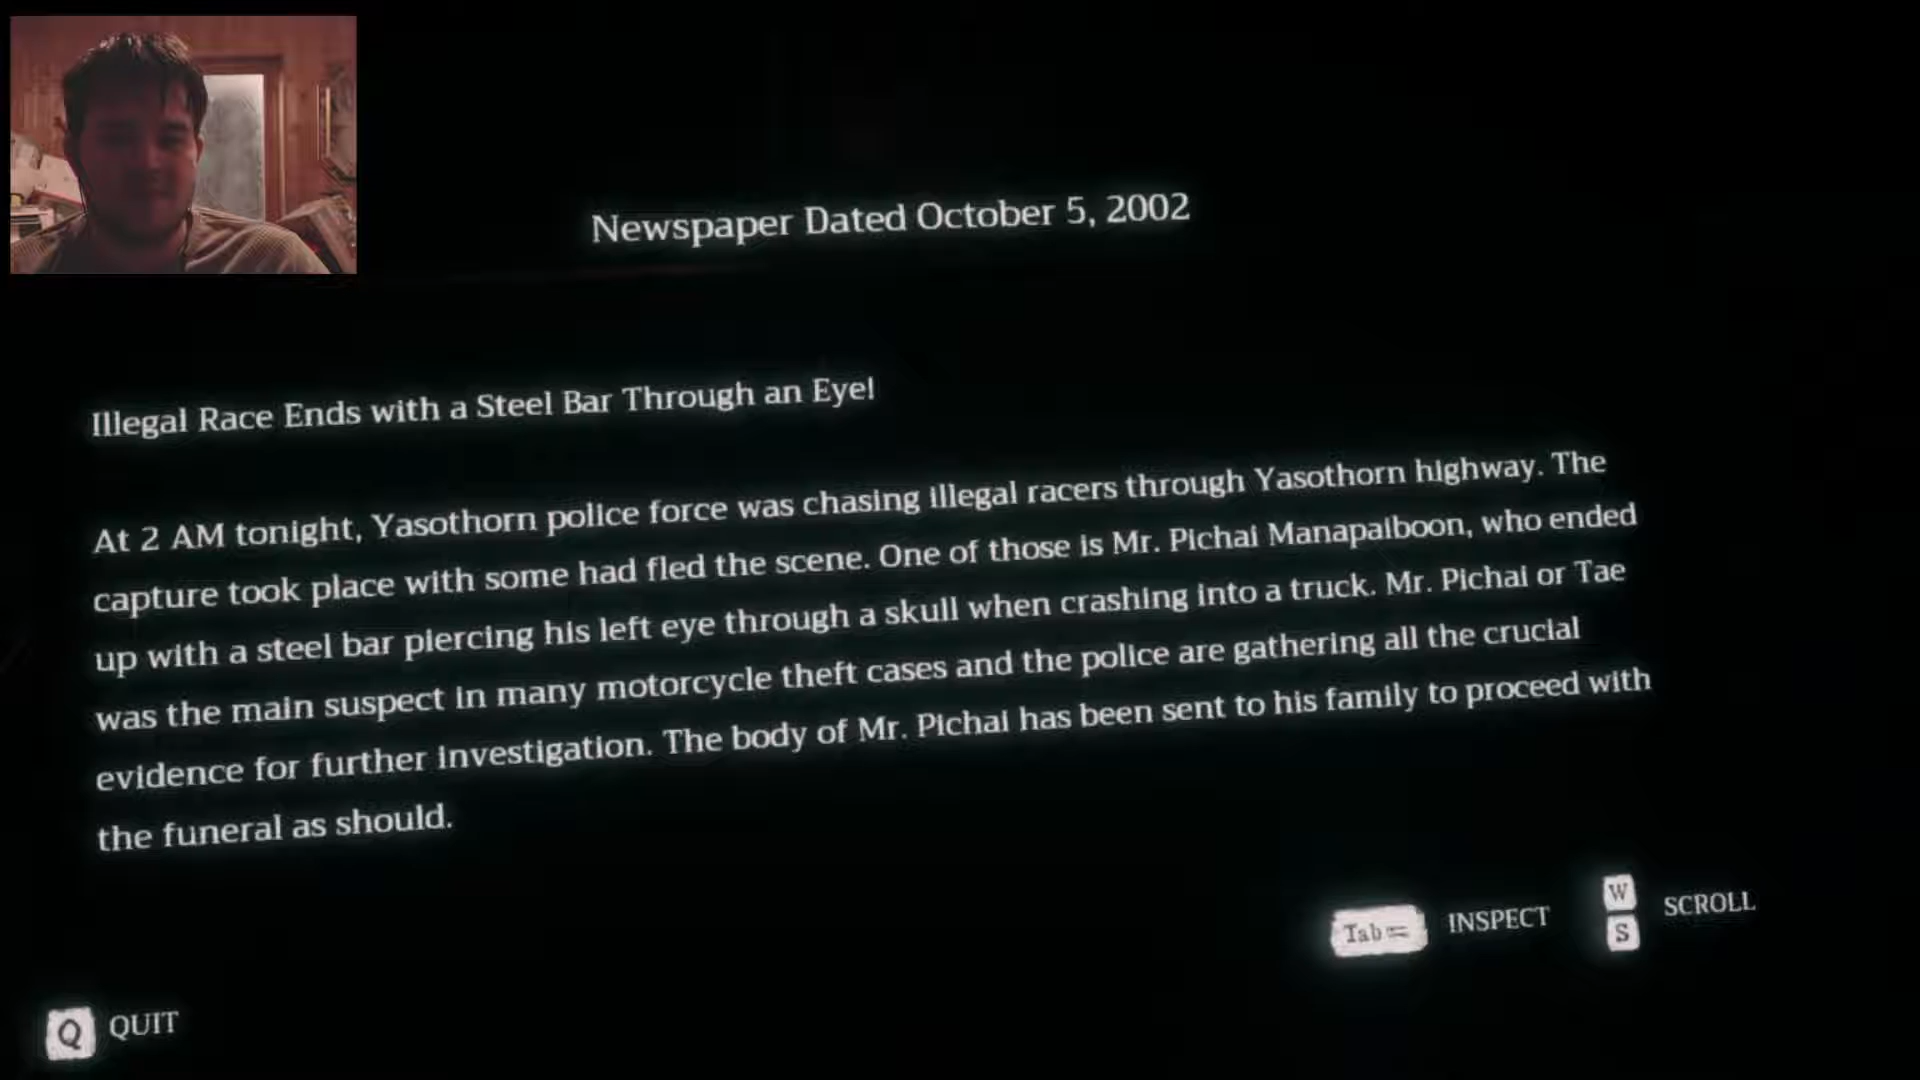 Newspaper Dated October 5, 2002
Illegal Race Ends with a Steel Bar Through an Eye!
At 2 AM tonight, Yasothorn police force was chasing illegal racers through Yasothorn highway. The
capture took place with some had fled the scene. One of those is Mr. Pichai Manapaiboon, who ended
up with a steel bar piercing his left eye through a skull when crashing into a truck. Mr. Pichai or Tae
was the main suspect in many motorcycle theft cases and the police are gathering all the crucial
evidence for further investigation. The body of Mr. Pichai has been sent to his family to proceed with
the funeral as should.
Tab INSPECT W S SCROLL
Q QUIT